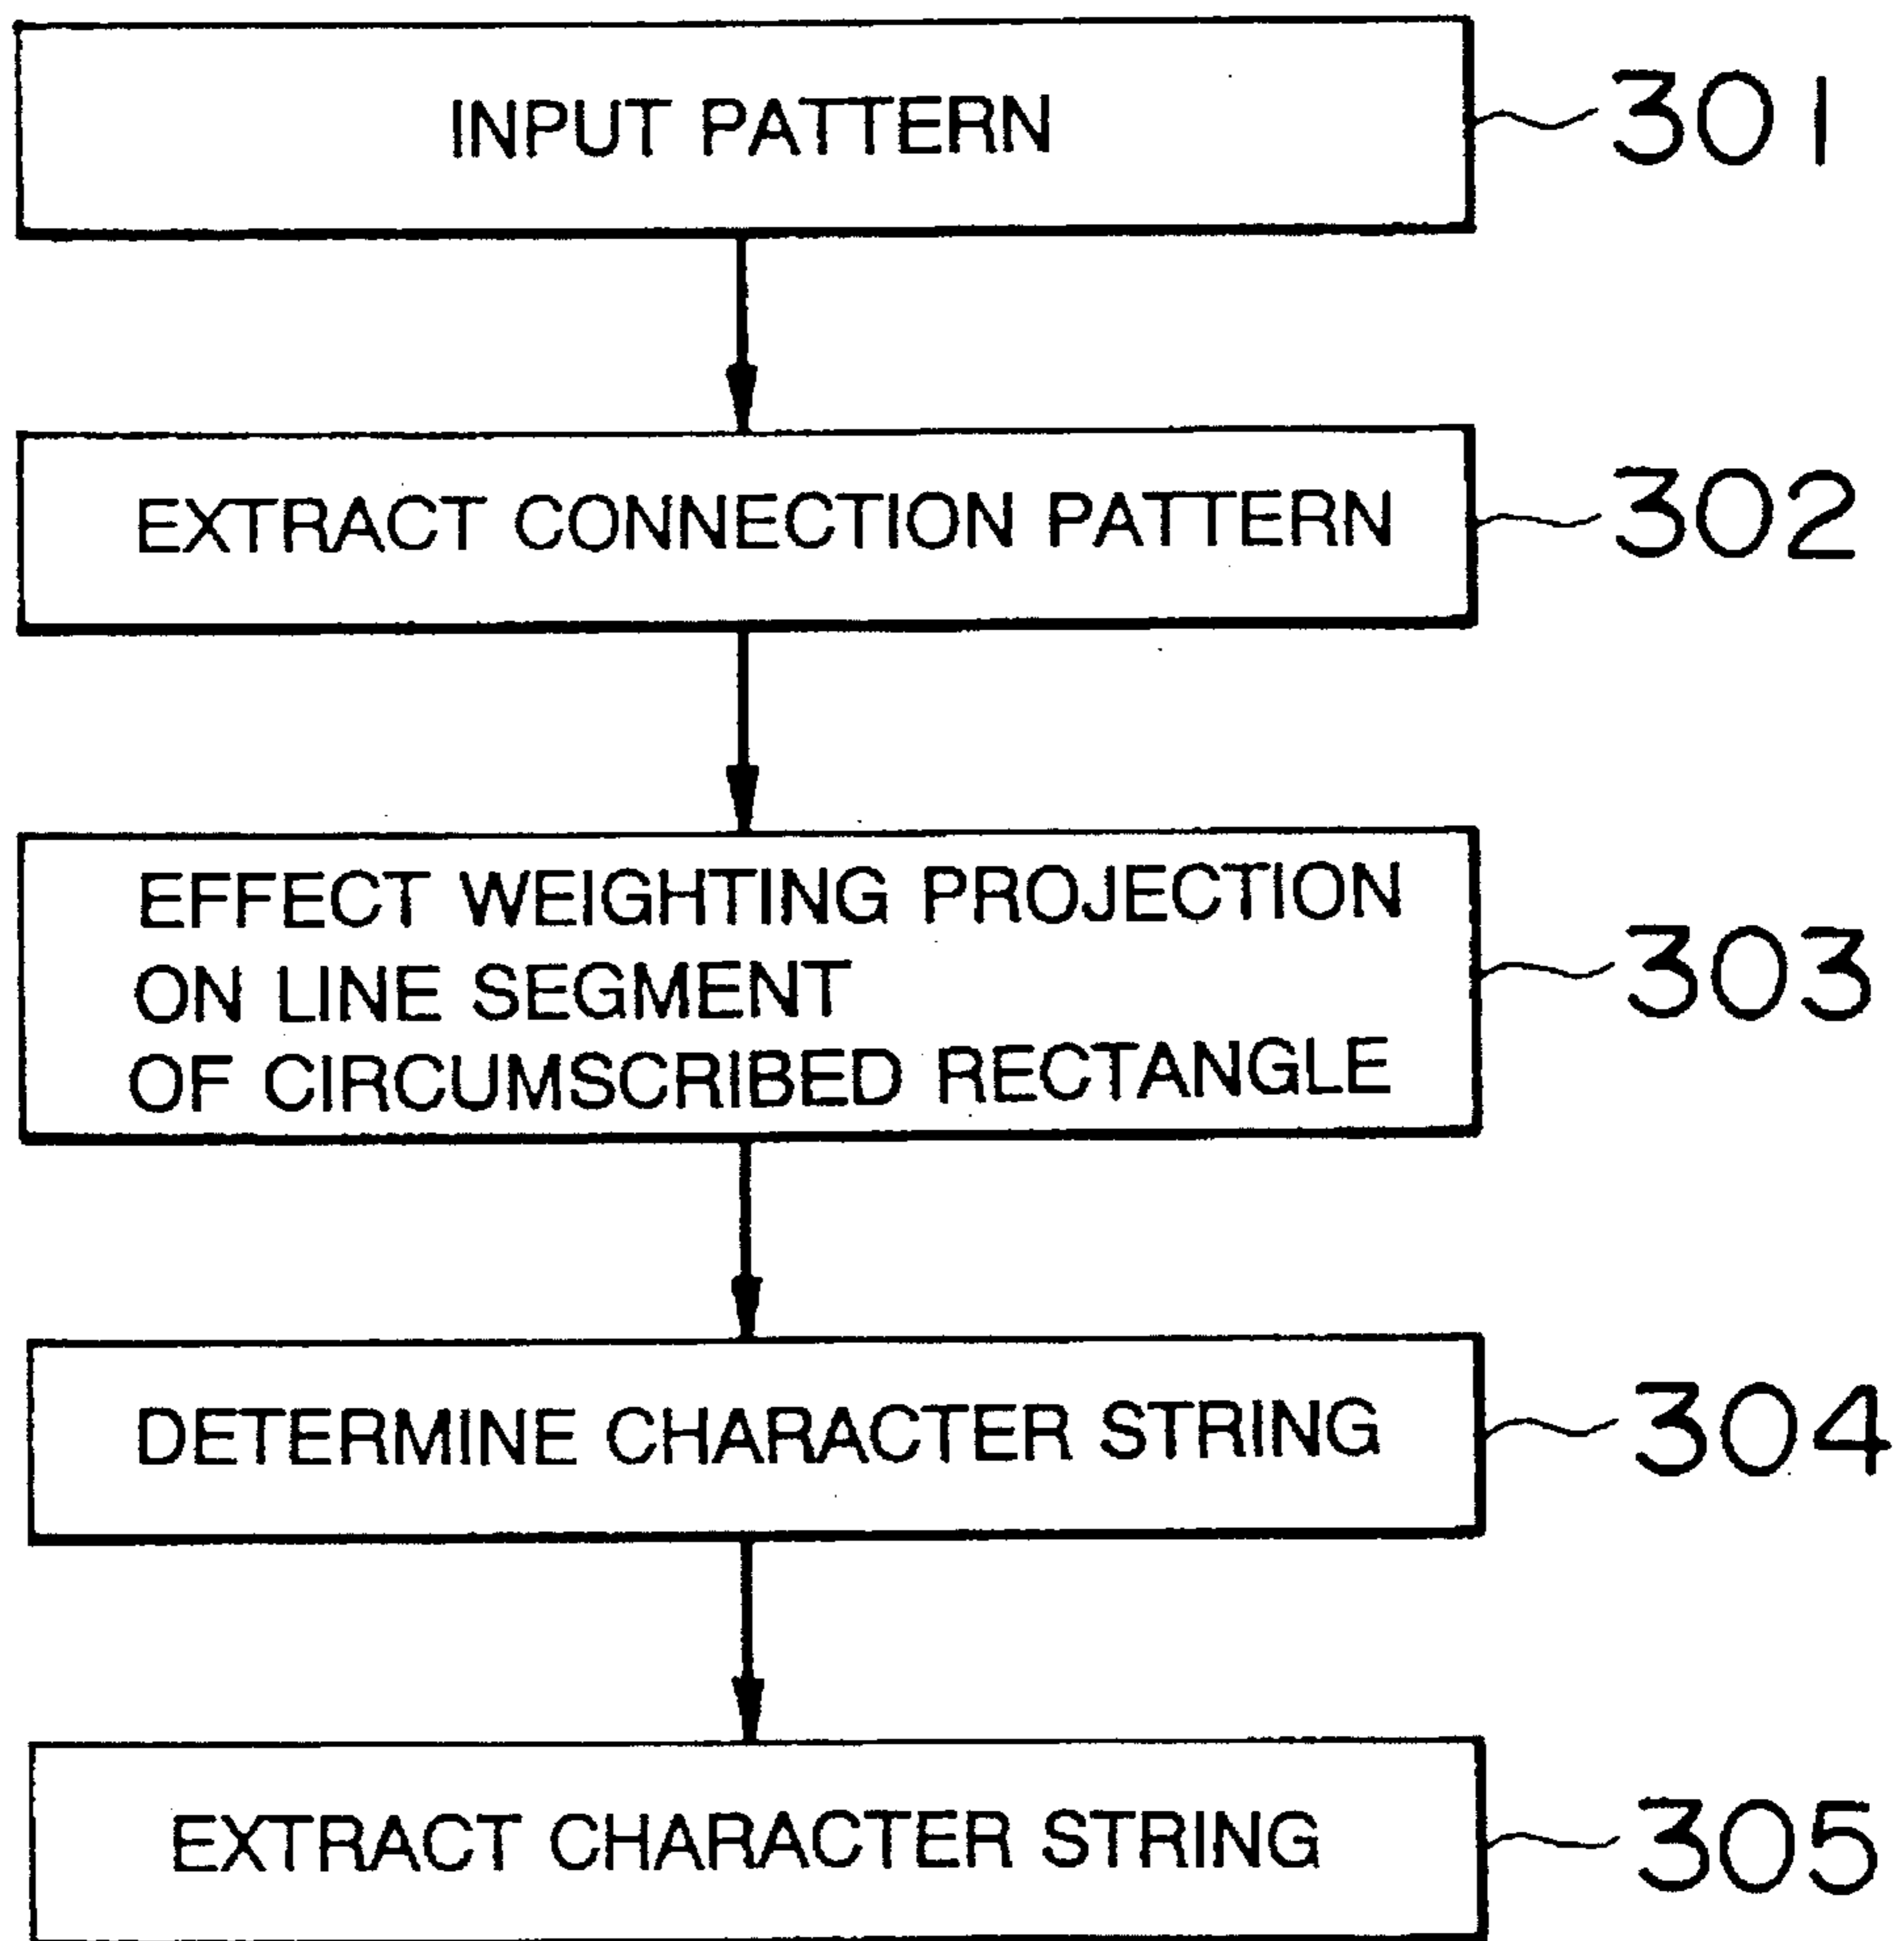 INPUT PATTERN
301
EXTRACT CONNECTION PATTERN
302
EFFECT WEIGHTING PROJECTION
ON LINE SEGMENT
OF CIRCUMSCRIBED RECTANGLE
303
DETERMINE CHARACTER STRING
304
EXTRACT CHARACTER STRING
305